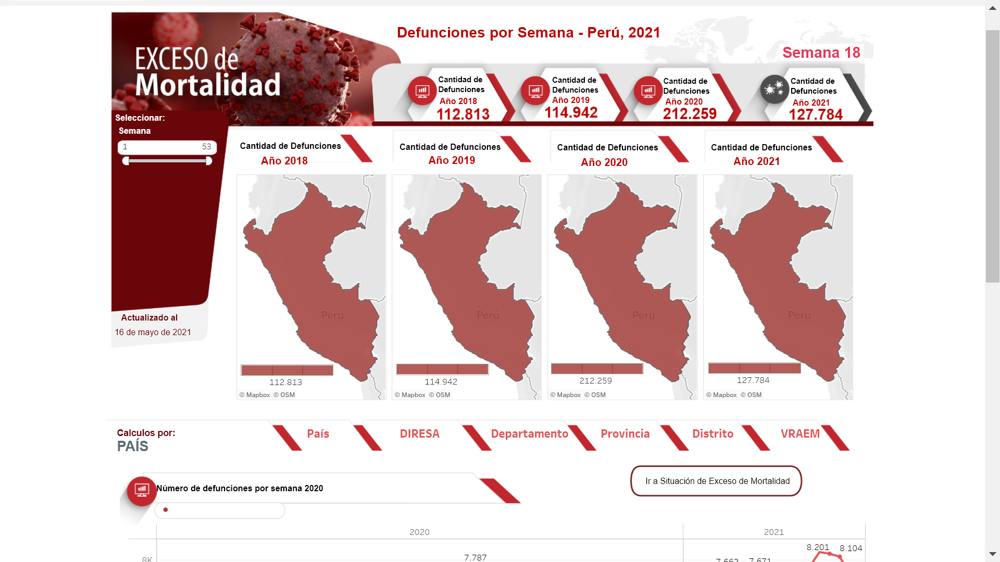 EXCESO de
Mortalidad
Defunciones por Semana - Perú, 2021
Semana 18
Cantidad de
Defunciones
Año 2018
112.813
Cantidad de
Defunciones
Año 2019
114.942
Cantidad de
Defunciones
Año 2020
212.259
Cantidad de
Defunciones
Año 2021
127.784
Seleccionar:
Semana
1 53
Actualizado al
16 de mayo de 2021
Cantidad de Defunciones
Año 2018
Cantidad de Defunciones
Año 2019
Cantidad de Defunciones
Año 2020
Cantidad de Defunciones
Año 2021
Perú
112.813
© Mapbox © OSM
Perú
114.942
© Mapbox © OSM
Perú
212.259
© Mapbox © OSM
Perú
127.784
© Mapbox © OSM
Calculos por:
PAÍS
País
DIRESA
Departamento
Provincia
Distrito
VRAEM
Número de defunciones por semana 2020
Ir a Situación de Exceso de Mortalidad
2020
2021
8K
7.787
7.662
7.671
8.201
8.104